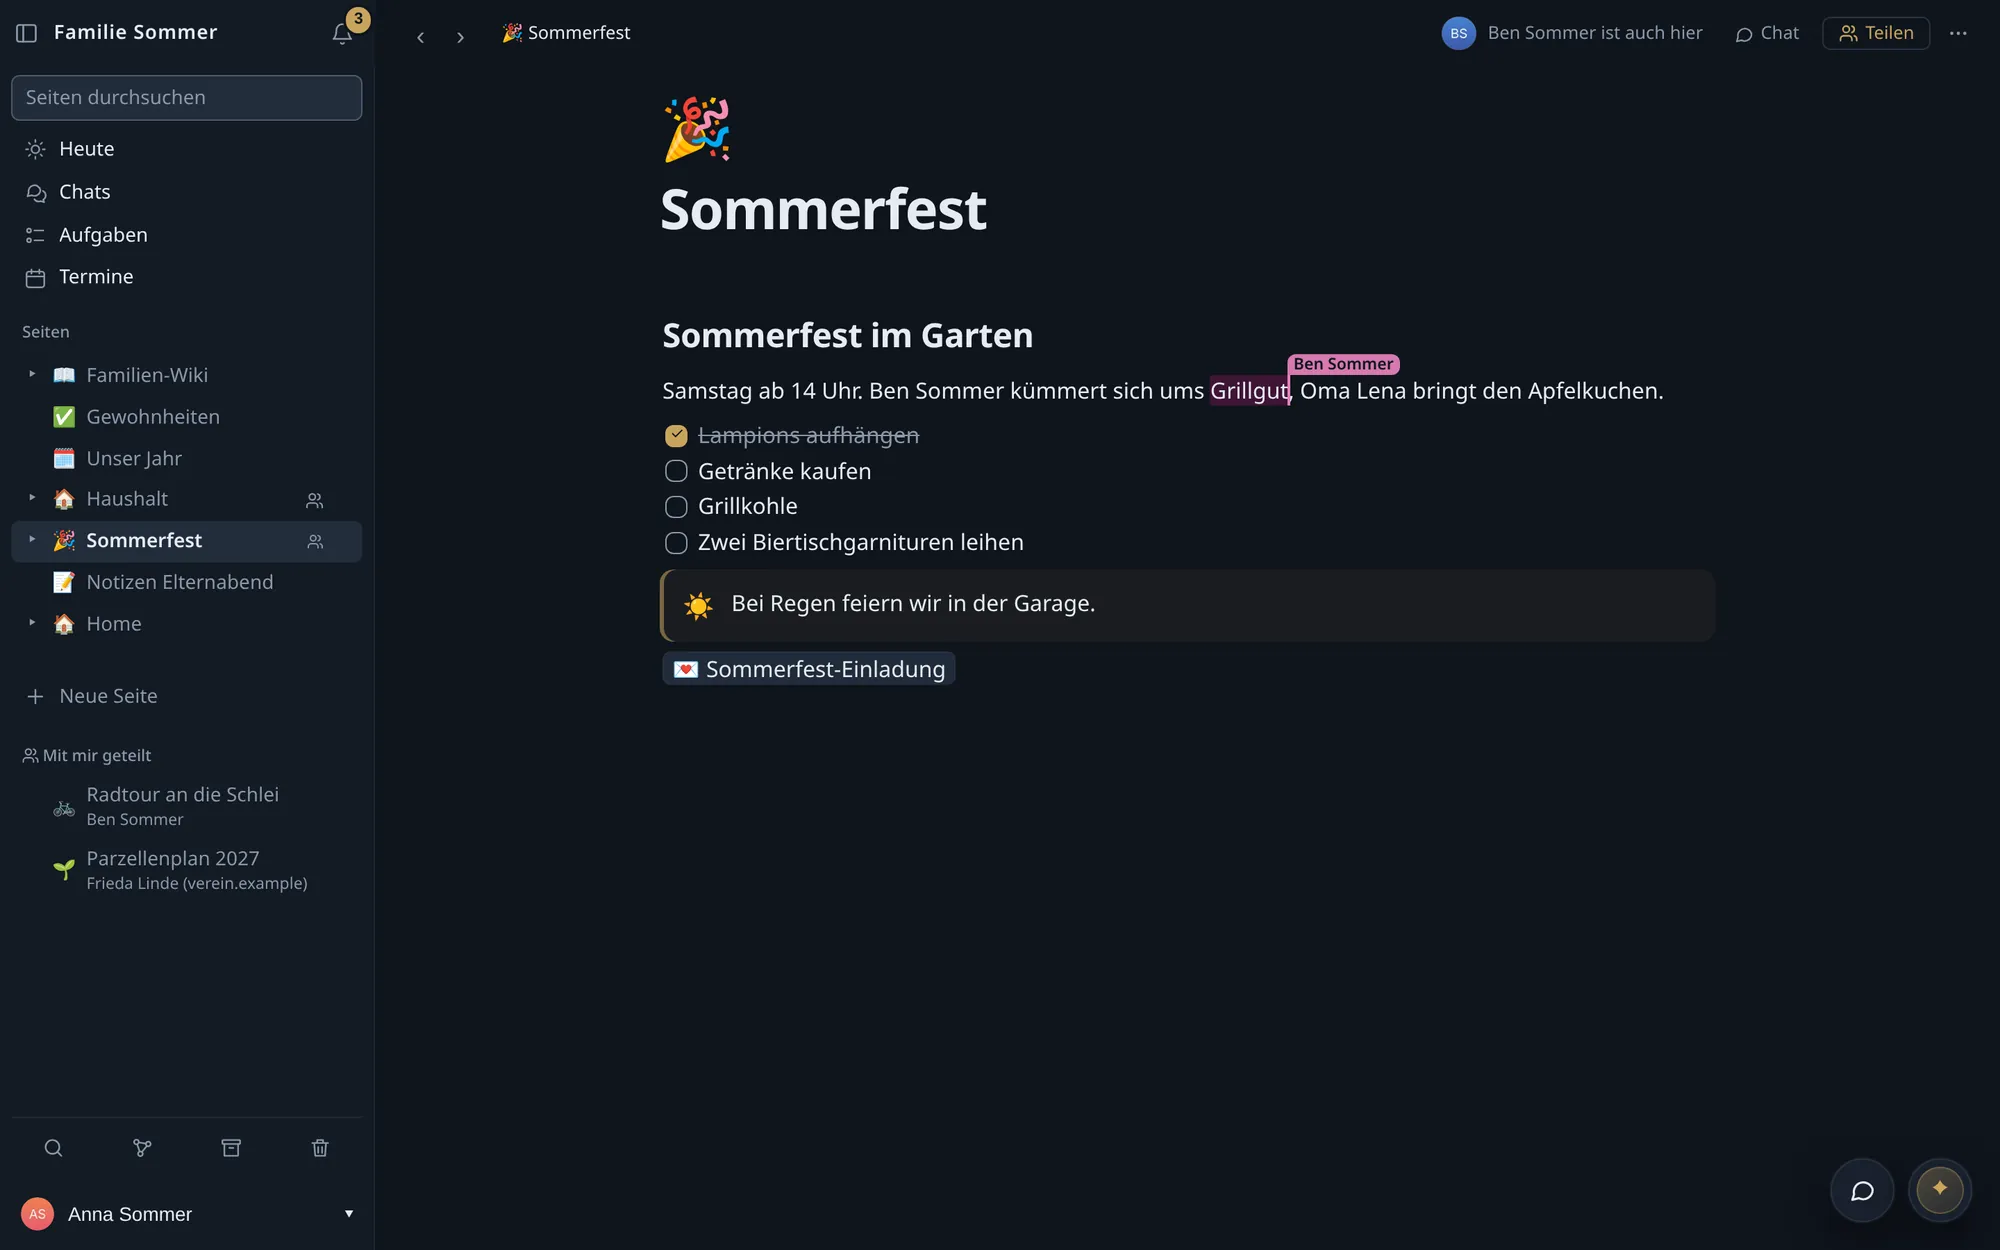 Familie Sommer
3
Seiten durchsuchen
Heute
Chats
Aufgaben
Termine
Seiten
Familien-Wiki
Gewohnheiten
Unser Jahr
Haushalt
Sommerfest
Notizen Elternabend
Home
Neue Seite
Mit mir geteilt
Radtour an die Schlei
Ben Sommer
Parzellenplan 2027
Frieda Linde (verein.example)
AS Anna Sommer
Sommerfest
BS Ben Sommer ist auch hier
Chat
Teilen
Sommerfest
Sommerfest im Garten
Ben Sommer
Samstag ab 14 Uhr. Ben Sommer kümmert sich ums Grillgut, Oma Lena bringt den Apfelkuchen.
Lampions aufhängen
Getränke kaufen
Grillkohle
Zwei Biertischgarnituren leihen
Bei Regen feiern wir in der Garage.
Sommerfest-Einladung